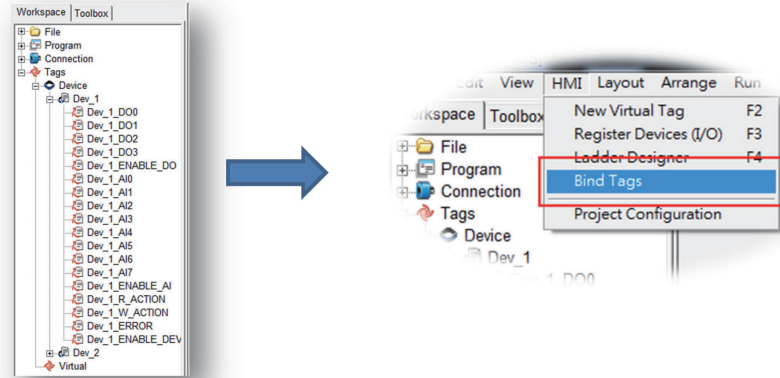 Workspace Toolbox
File
Program
Connection
Tags
Device
Dev_1
Dev_1_DO0
Dev_1_DO1
Dev_1_DO2
Dev_1_DO3
Dev_1_ENABLE_DO
Dev_1_AI0
Dev_1_AI1
Dev_1_AI2
Dev_1_AI3
Dev_1_AI4
Dev_1_AI5
Dev_1_AI6
Dev_1_AI7
Dev_1_ENABLE_AI
Dev_1_R_ACTION
Dev_1_W_ACTION
Dev_1_ERROR
Dev_1_ENABLE_DEV
Dev_2
Virtual
View HMI Layout Arrange Run
Toolbox
New Virtual Tag F2
Register Devices (I/O) F3
Ladder Designer F4
Bind Tags
Project Configuration
File
Program
Connection
Tags
Device
Dev_1
DO0